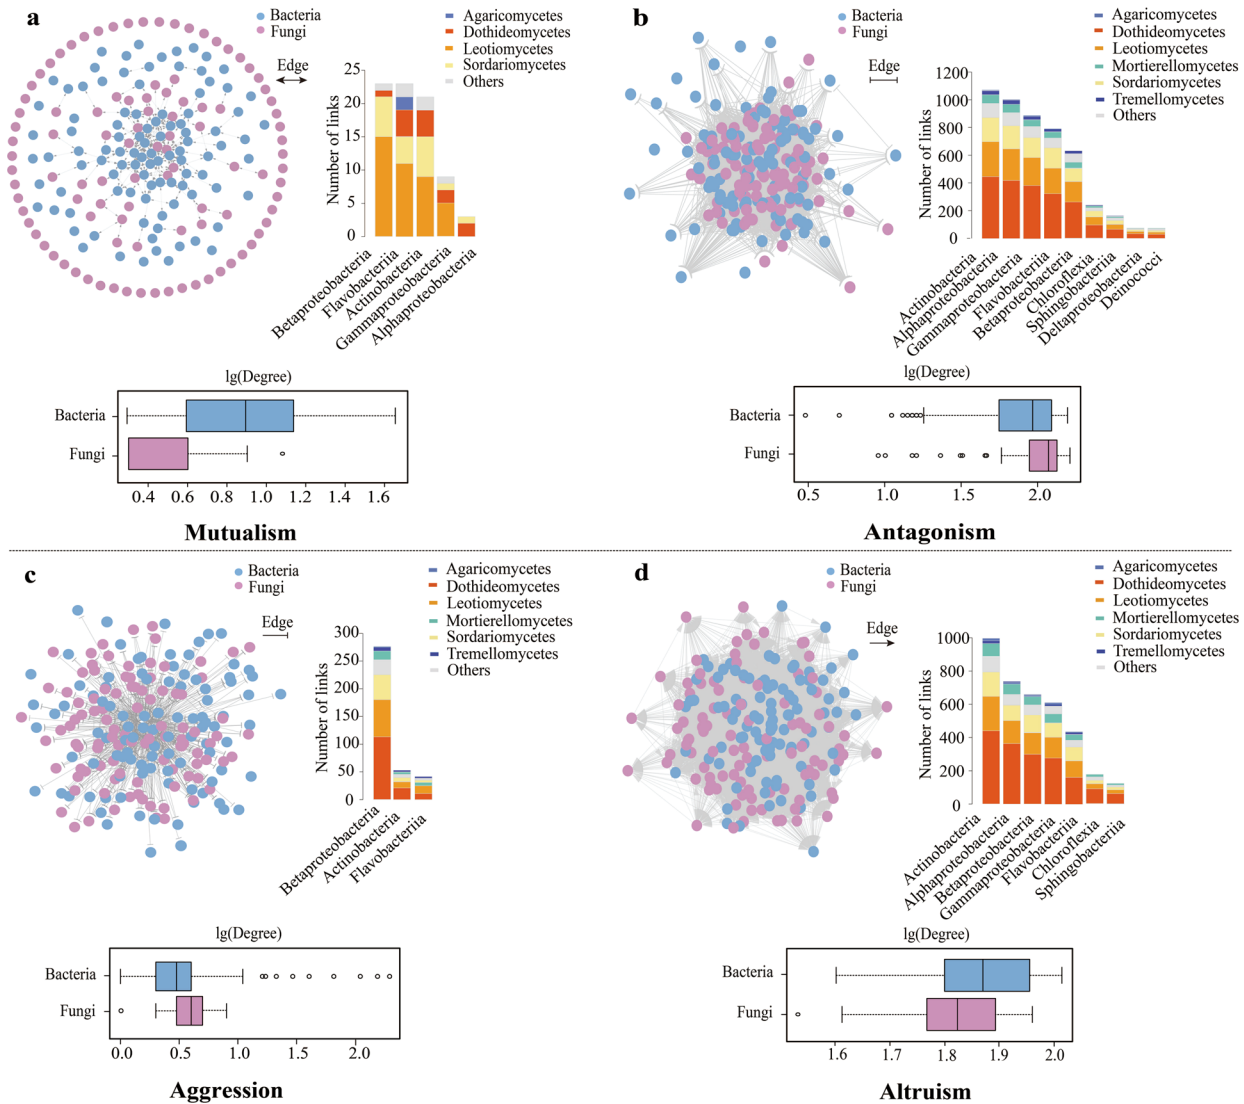 a
Bacteria
Fungi
Edge
Agaricomycetes
Dothideomycetes
Leotiomycetes
Sordariomycetes
Others
Number of links
25
20
15
10
5
0
Betaproteobacteria
Flavobacteriia
Actinobacteria
Gammaproteobacteria
Alphaproteobacteria
lg(Degree)
Bacteria
Fungi
0.4 0.6 0.8 1.0 1.2 1.4 1.6
Mutualism
b
Bacteria
Fungi
Edge
Agaricomycetes
Dothideomycetes
Leotiomycetes
Mortierellomycetes
Sordariomycetes
Tremellomycetes
Others
Number of links
1200
1000
800
600
400
200
0
Actinobacteria
Alphaproteobacteria
Gammaproteobacteria
Flavobacteriia
Betaproteobacteria
Chloroflexia
Sphingobacteriia
Deltaproteobacteria
Deinococci
lg(Degree)
Bacteria
Fungi
0.5 1.0 1.5 2.0
Antagonism
c
Bacteria
Fungi
Edge
Agaricomycetes
Dothideomycetes
Leotiomycetes
Mortierellomycetes
Sordariomycetes
Tremellomycetes
Others
Number of links
300
250
200
150
100
50
0
Betaproteobacteria
Actinobacteria
Flavobacteriia
lg(Degree)
Bacteria
Fungi
0.0 0.5 1.0 1.5 2.0
Aggression
d
Bacteria
Fungi
Edge
Agaricomycetes
Dothideomycetes
Leotiomycetes
Mortierellomycetes
Sordariomycetes
Tremellomycetes
Others
Number of links
1000
800
600
400
200
0
Actinobacteria
Alphaproteobacteria
Betaproteobacteria
Gammaproteobacteria
Flavobacteriia
Chloroflexia
Sphingobacteriia
lg(Degree)
Bacteria
Fungi
1.6 1.7 1.8 1.9 2.0
Altruism